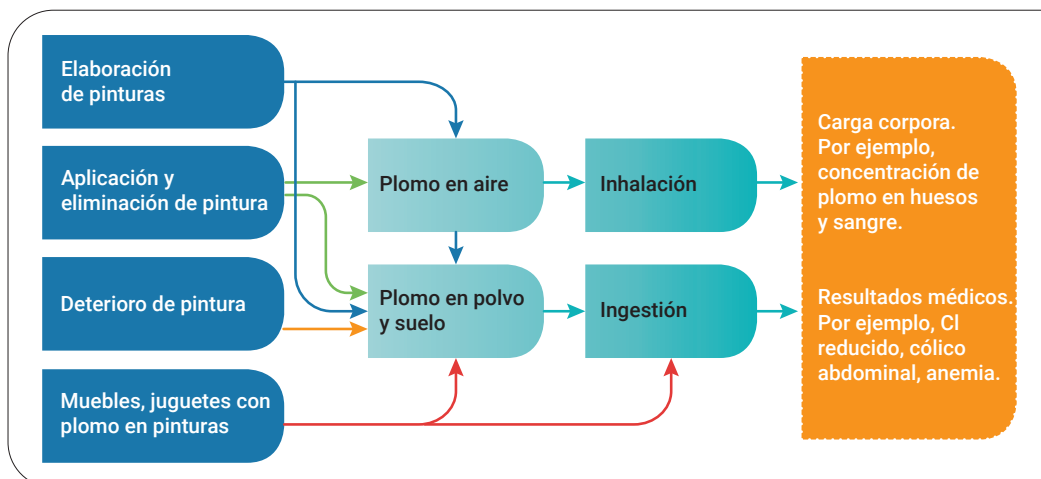 Elaboración
de pinturas
Aplicación y
eliminación de pintura
Deterioro de pintura
Muebles, juguetes con
plomo en pinturas
Plomo en aire
Plomo en polvo
y suelo
Inhalación
Ingestión
Carga corpora.
Por ejemplo,
concentración de
plomo en huesos
y sangre.
Resultados médicos.
Por ejemplo, Cl
reducido, cólico
abdominal, anemia.